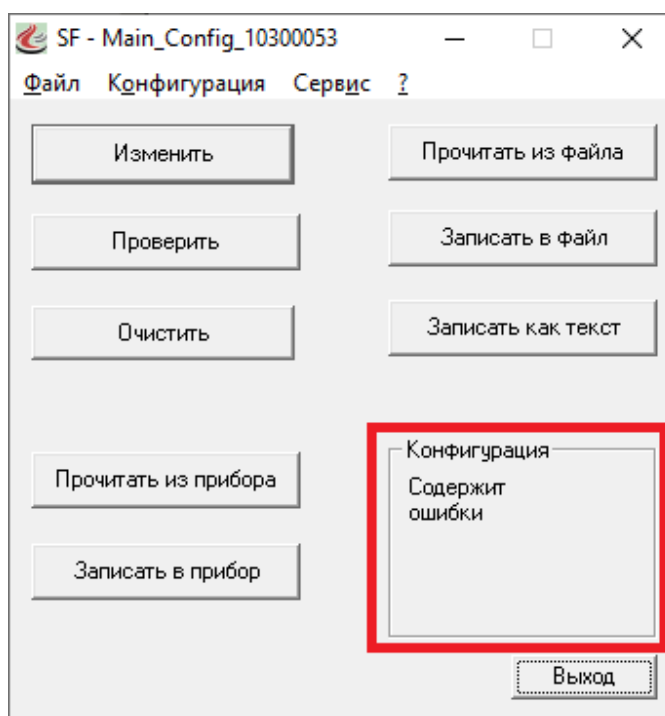 SF - Main_Config_10300053
Файл Конфигурация Сервис ?
Изменить
Прочитать из файла
Проверить
Записать в файл
Очистить
Записать как текст
Прочитать из прибора
Записать в прибор
Конфигурация
Содержит
ошибки
Выход